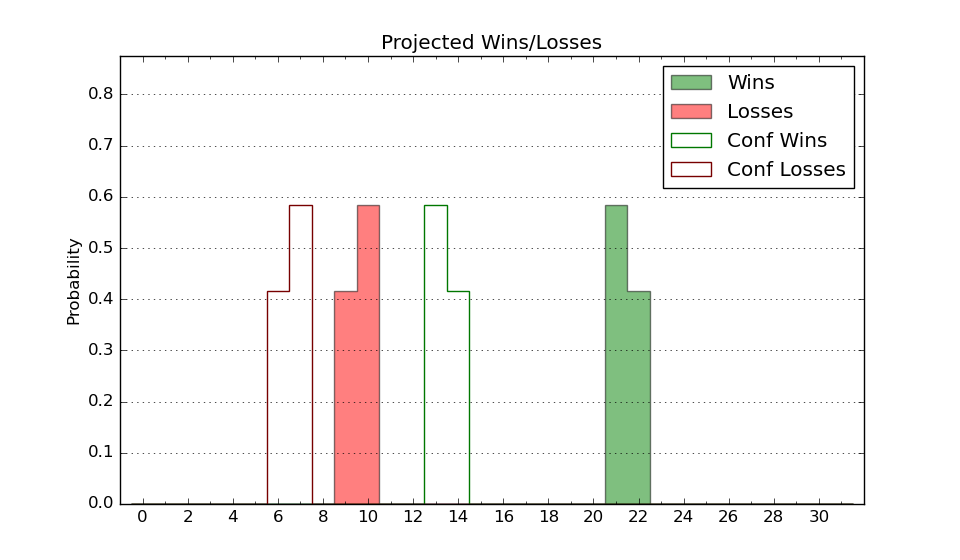 Projected Wins/Losses
Wins
Losses
Conf Wins
Conf Losses
Probability
0.8
0.7
0.6
0.5
0.4
0.3
0.2
0.1
0.0
0 2 4 6 8 10 12 14 16 18 20 22 24 26 28 30